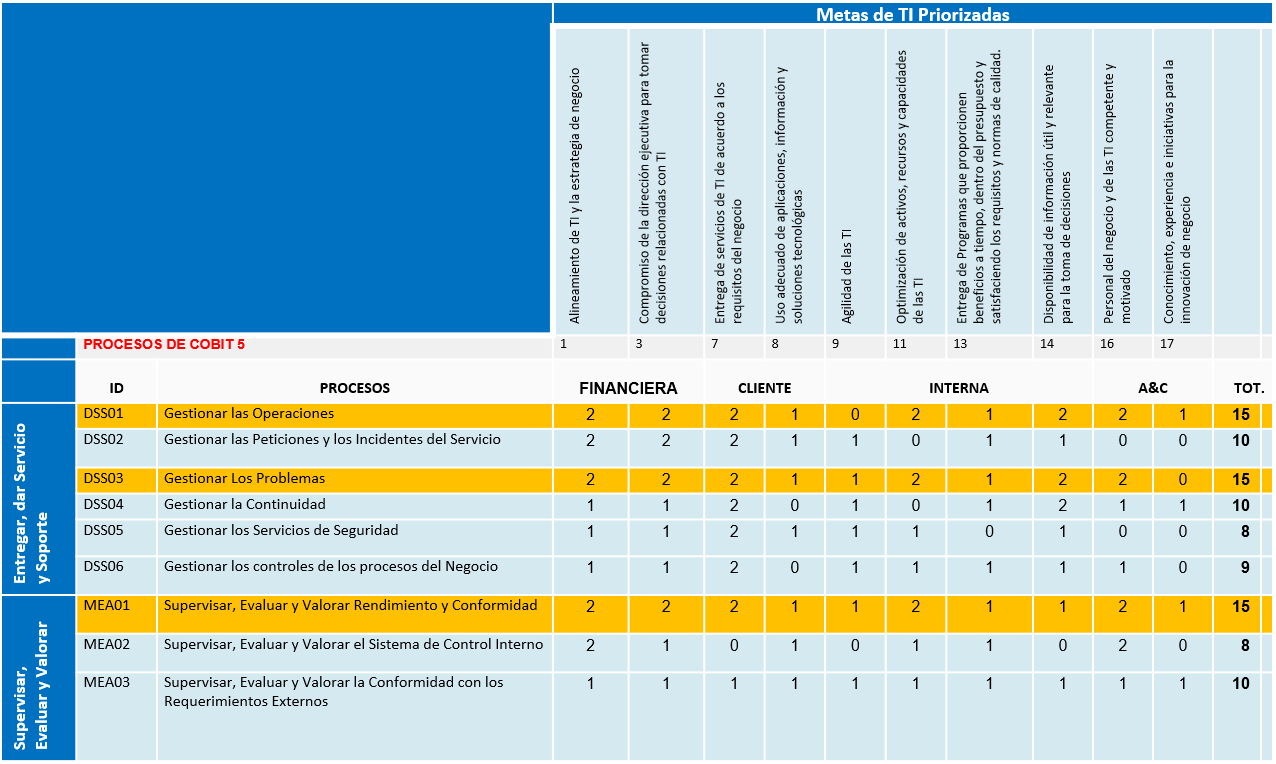 Metas de TI Priorizadas
Alineamiento de TI y la estrategia de negocio
Compromiso de la dirección ejecutiva para tomar
decisiones relacionadas con TI
Entrega de servicios de TI de acuerdo a los
requisitos del negocio
Uso adecuado de aplicaciones, información y
soluciones tecnológicas
Agilidad de las TI
Optimización de activos, recursos y capacidades
de las TI
Entrega de Programas que proporcionen
beneficios a tiempo, dentro del presupuesto y
satisfaciendo los requisitos y normas de calidad.
Disponibilidad de información útil y relevante
para la toma de decisiones
Personal del negocio y de las TI competente y
motivado
Conocimiento, experiencia e iniciativas para la
innovación de negocio
PROCESOS DE COBIT 5 1 3 7 8 9 11 13 14 16 17
ID PROCESOS FINANCIERA CLIENTE INTERNA A&C TOT.
Entregar, dar Servicio
y Soporte
DSS01 Gestionar las Operaciones 2 2 2 1 0 2 1 2 2 1 15
DSS02 Gestionar las Peticiones y los Incidentes del Servicio 2 2 2 1 1 0 1 1 0 0 10
DSS03 Gestionar Los Problemas 2 2 2 1 1 2 1 2 2 0 15
DSS04 Gestionar la Continuidad 1 1 2 0 1 0 1 2 1 1 10
DSS05 Gestionar los Servicios de Seguridad 1 1 2 1 1 1 0 1 0 0 8
DSS06 Gestionar los controles de los procesos del Negocio 1 1 2 0 1 1 1 1 1 0 9
Supervisar,
Evaluar y Valorar
MEA01 Supervisar, Evaluar y Valorar Rendimiento y Conformidad 2 2 2 1 1 2 1 1 2 1 15
MEA02 Supervisar, Evaluar y Valorar el Sistema de Control Interno 2 1 0 1 0 1 1 0 2 0 8
MEA03 Supervisar, Evaluar y Valorar la Conformidad con los 1 1 1 1 1 1 1 1 1 1 10
Requerimientos Externos